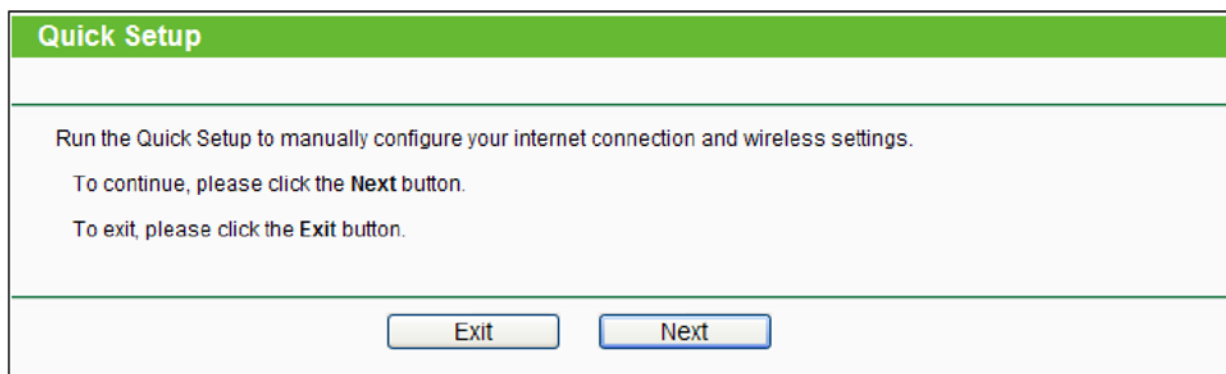 Quick Setup
Run the Quick Setup to manually configure your internet connection and wireless settings.
To continue, please click the Next button.
To exit, please click the Exit button.
Exit Next